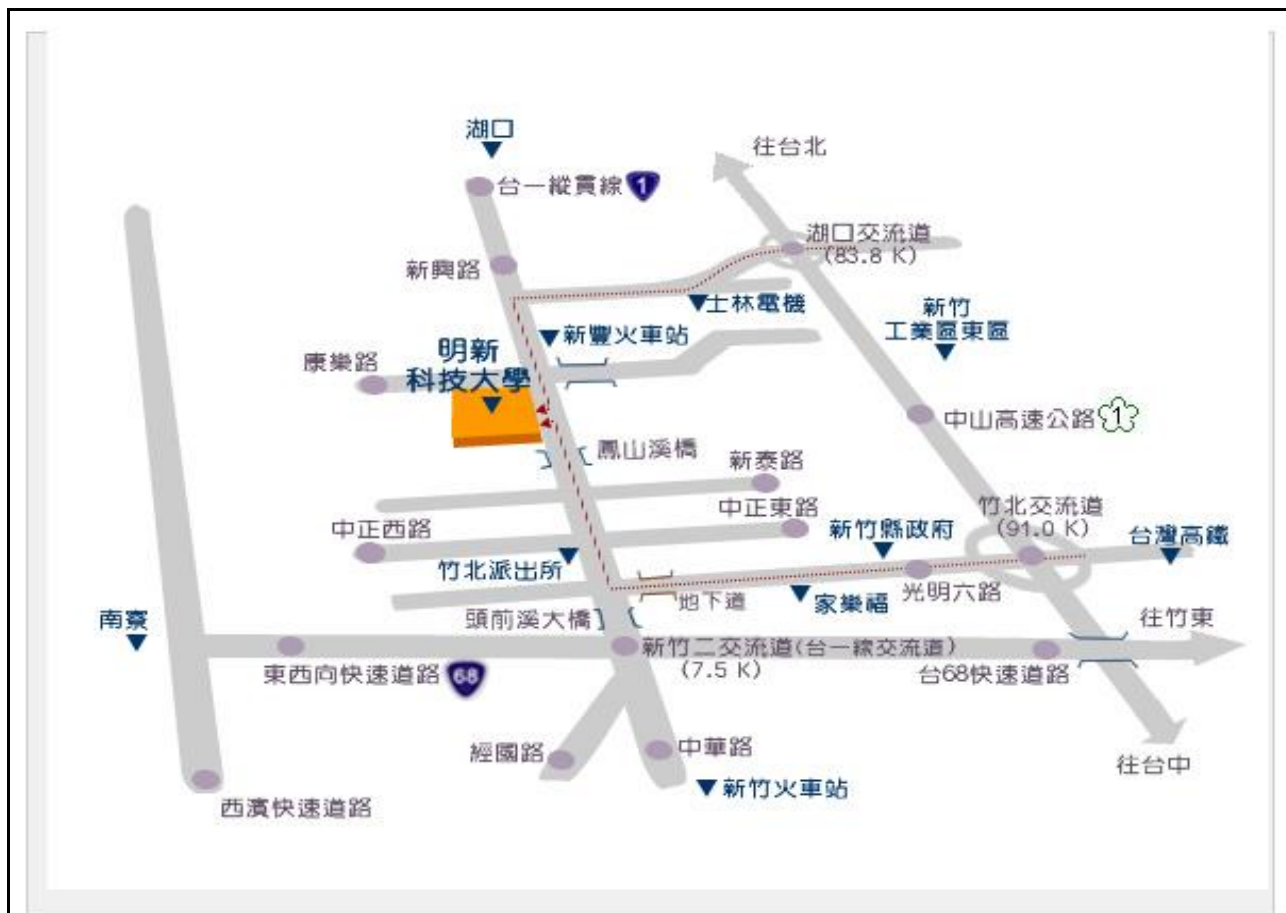 湖口
往台北
台一縱貫線 1
湖口交流道
(83.8 K)
新興路
士林電機
新竹
工業區東區
新豐火車站
明新
科技大學
康樂路
中山高速公路 1
鳳山溪橋
新泰路
中正東路
竹北交流道
(91.0 K)
中正西路
新竹縣政府
台灣高鐵
竹北派出所
光明六路
地下道
家樂福
頭前溪大橋
南寮
往竹東
新竹二交流道(台一線交流道)
(7.5 K)
東西向快速道路 68
台68快速道路
經國路
中華路
往台中
新竹火車站
西濱快速道路